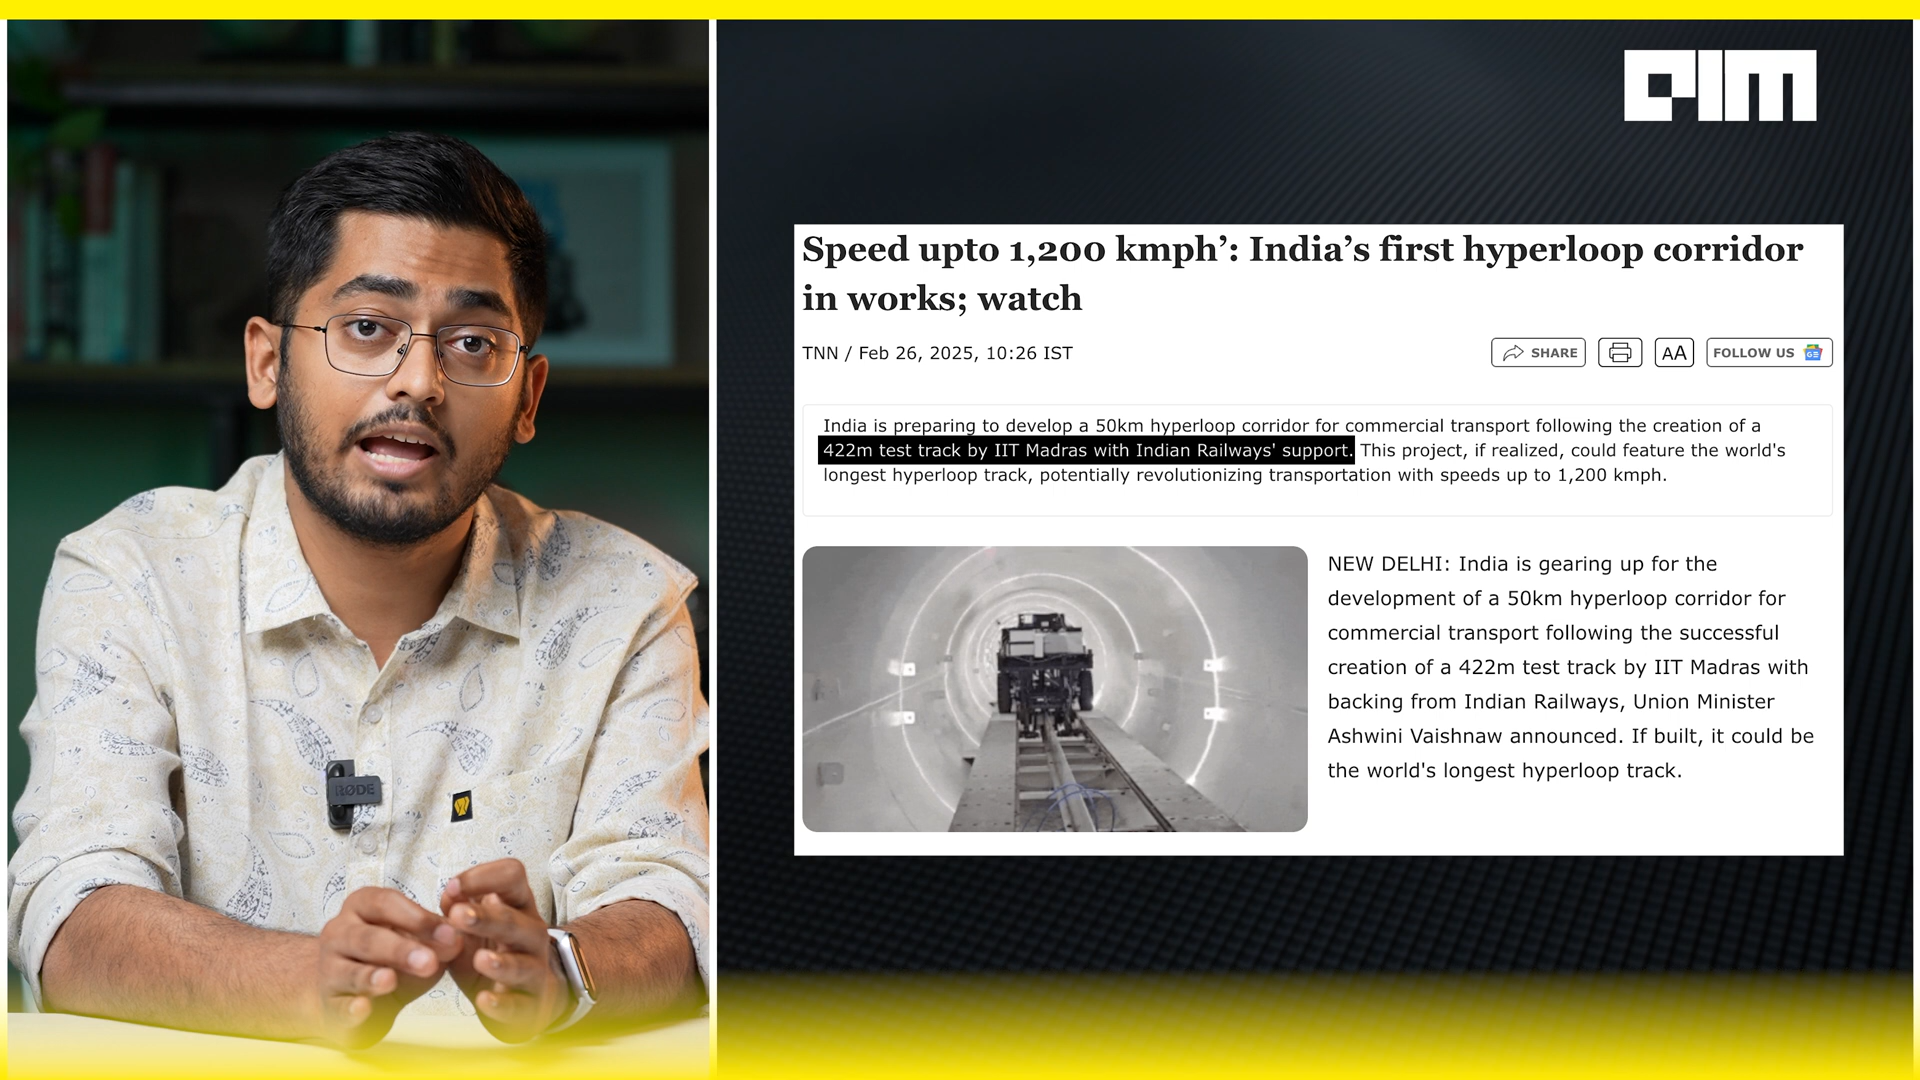 AIM
Speed upto 1,200 kmph’: India’s first hyperloop corridor
in works; watch
TNN / Feb 26, 2025, 10:26 IST
SHARE
AA
FOLLOW US
GE
India is preparing to develop a 50km hyperloop corridor for commercial transport following the creation of a
422m test track by IIT Madras with Indian Railways' support. This project, if realized, could feature the world's
longest hyperloop track, potentially revolutionizing transportation with speeds up to 1,200 kmph.
NEW DELHI: India is gearing up for the
development of a 50km hyperloop corridor for
commercial transport following the successful
creation of a 422m test track by IIT Madras with
backing from Indian Railways, Union Minister
Ashwini Vaishnaw announced. If built, it could be
the world's longest hyperloop track.
RØDE